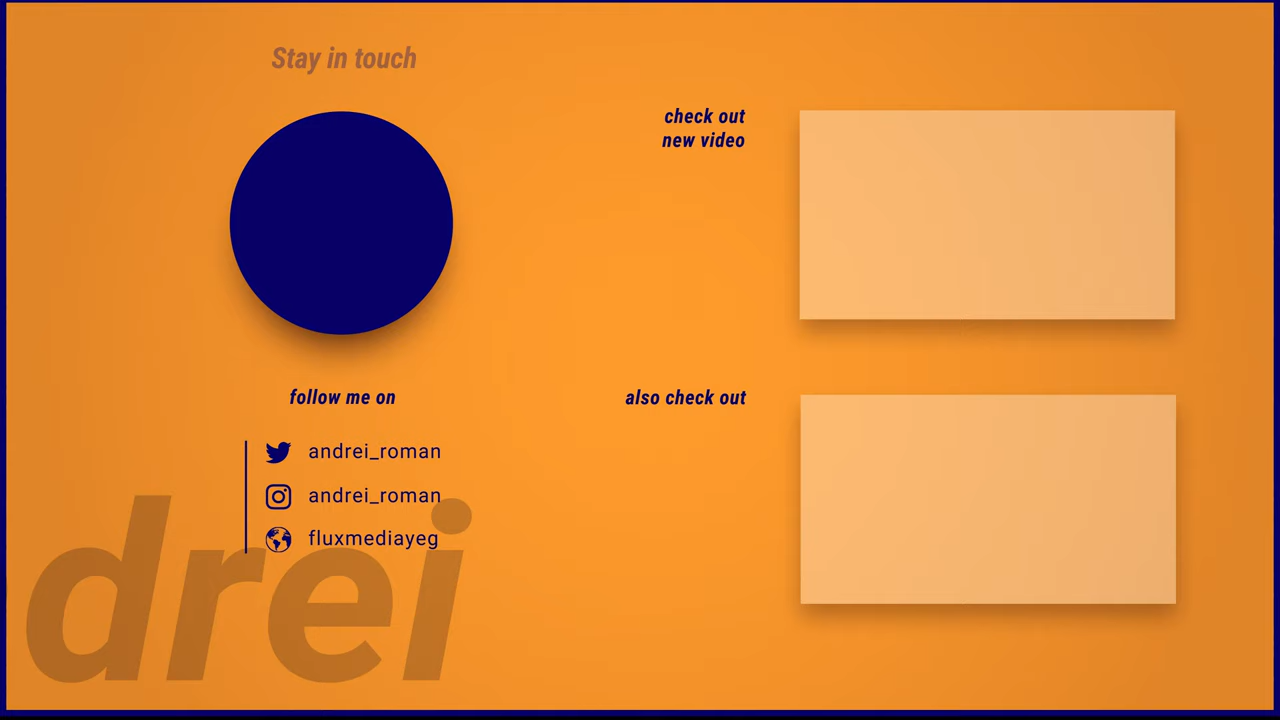 Stay in touch
check out
new video
follow me on
also check out
andrei_roman
andrei_roman
fluxmediayeg
drei